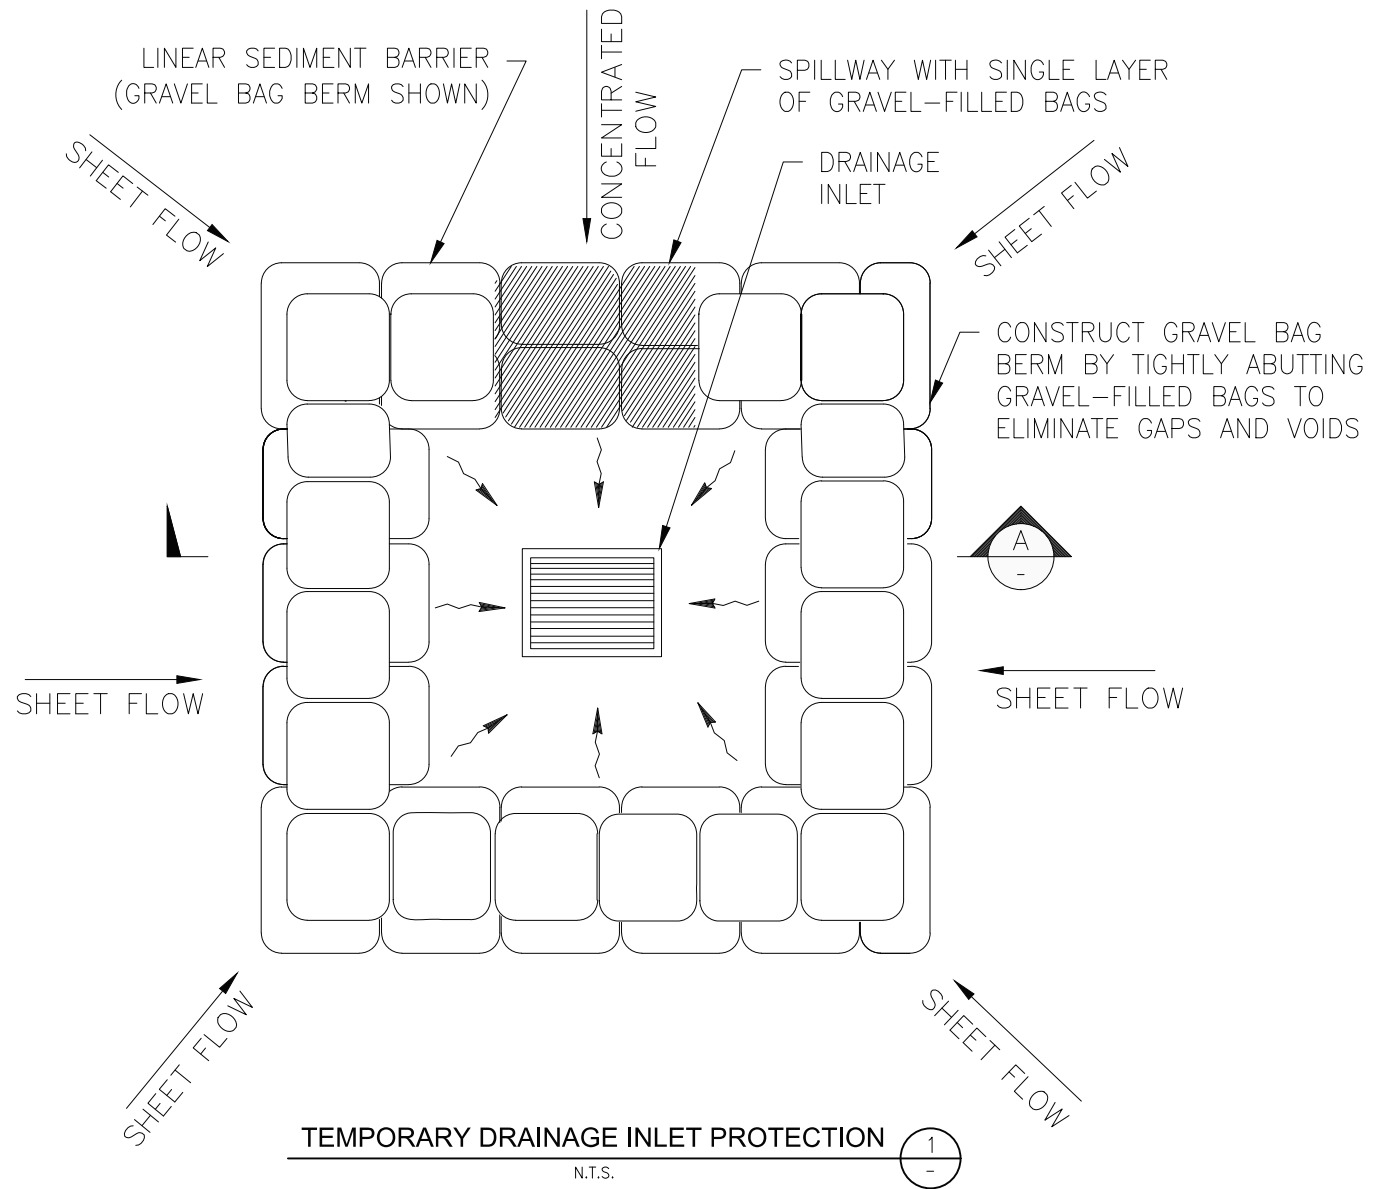 LINEAR SEDIMENT BARRIER
(GRAVEL BAG BERM SHOWN)
CONCENTRATED
FLOW
SPILLWAY WITH SINGLE LAYER
OF GRAVEL-FILLED BAGS
DRAINAGE
INLET
SHEET FLOW
SHEET FLOW
CONSTRUCT GRAVEL BAG
BERM BY TIGHTLY ABUTTING
GRAVEL-FILLED BAGS TO
ELIMINATE GAPS AND VOIDS
A
-
SHEET FLOW
SHEET FLOW
SHEET FLOW
SHEET FLOW
TEMPORARY DRAINAGE INLET PROTECTION
N.T.S.
1
-